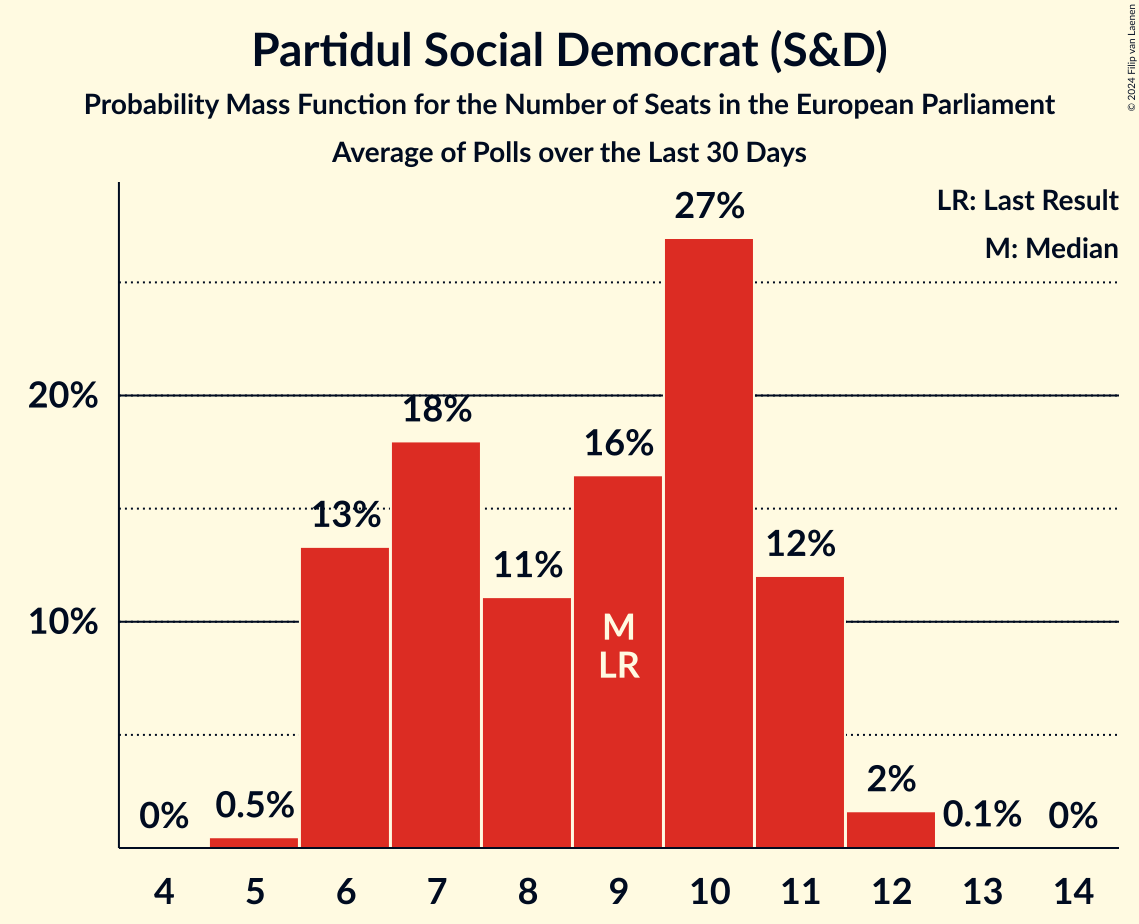 Partidul Social Democrat (S&D)
Probability Mass Function for the Number of Seats in the European Parliament
Average of Polls over the Last 30 Days
© 2024 Filip van Laenen
LR: Last Result
M: Median
27%
20%
18%
16%
13%
12%
11%
10%
M
LR
2%
0%
0.5%
0.1%
0%
4 5 6 7 8 9 10 11 12 13 14